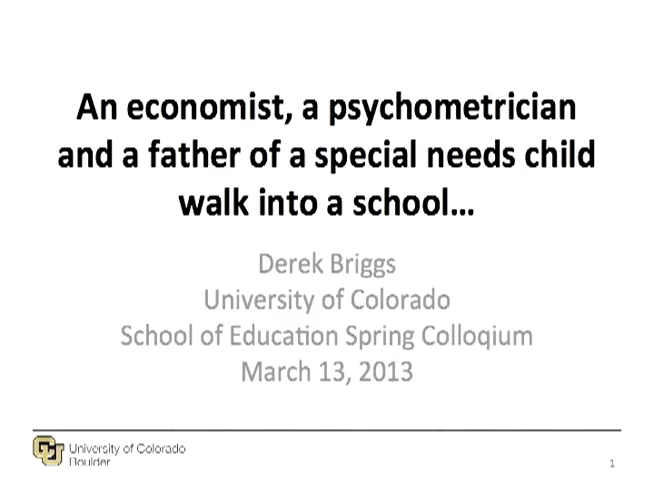 An economist, a psychometrician
and a father of a special needs child
walk into a school…
Derek Briggs
University of Colorado
School of Education Spring Colloqium
March 13, 2013
CU
University of Colorado
Boulder
1